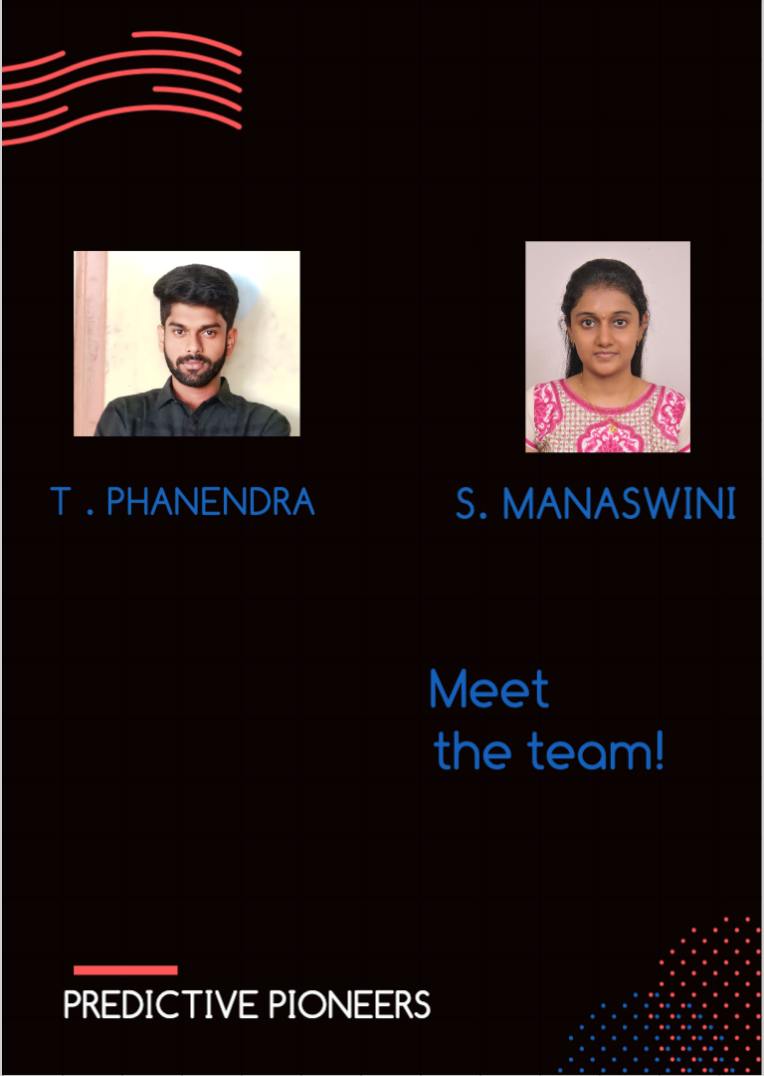 T . PHANENDRA
S. MANASWINI
Meet
the team!
PREDICTIVE PIONEERS